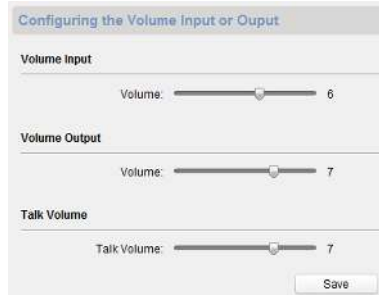 Configuring the Volume Input or Ouput
Volume Input
Volume: 6
Volume Output
Volume: 7
Talk Volume
Talk Volume: 7
Save